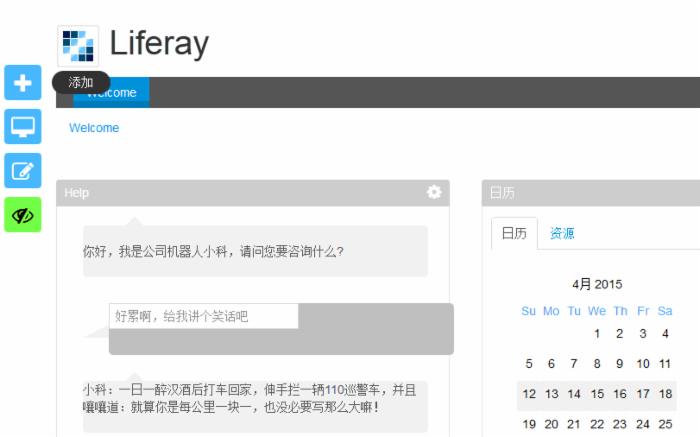 Liferay
添加
Welcome
Welcome
Help
你好，我是公司机器人小科，请问您要咨询什么?
好累啊，给我讲个笑话吧
小科：一日一醉汉酒后打车回家，伸手拦一辆110巡警车，并且
嚷嚷道：就算你是每公里一块一，也没必要写那么大嘛！
日历
日历 资源
4月 2015
Su Mo Tu We Th Fr Sa
1 2 3 4
5 6 7 8 9 10 11
12 13 14 15 16 17 18
19 20 21 22 23 24 25